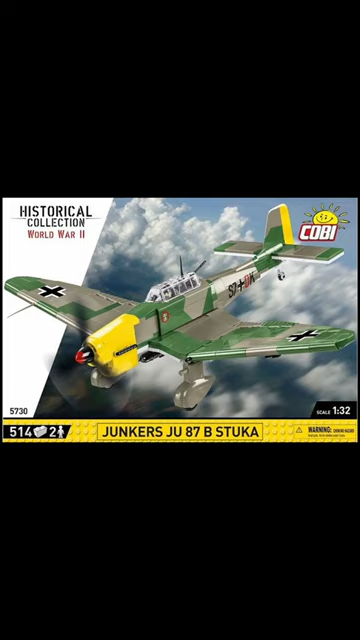 HISTORICAL
COLLECTION
WORLD WAR II
COBI
S7+DK
5730
SCALE 1:32
514 2
JUNKERS JU 87 B STUKA
WARNING: